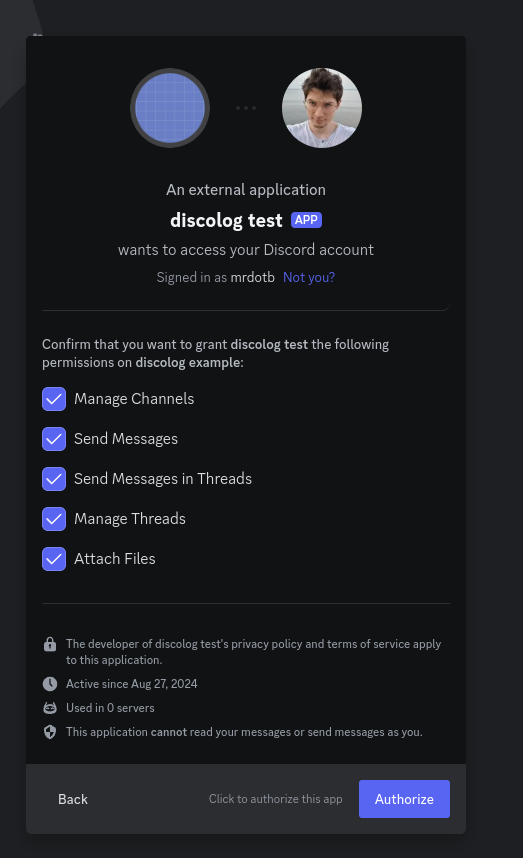 An external application
discolog test APP
wants to access your Discord account
Signed in as mrdotb Not you?
Confirm that you want to grant discolog test the following
permissions on discolog example:
Manage Channels
Send Messages
Send Messages in Threads
Manage Threads
Attach Files
The developer of discolog test's privacy policy and terms of service apply
to this application.
Active since Aug 27, 2024
Used in 0 servers
This application cannot read your messages or send messages as you.
Back Click to authorize this app Authorize